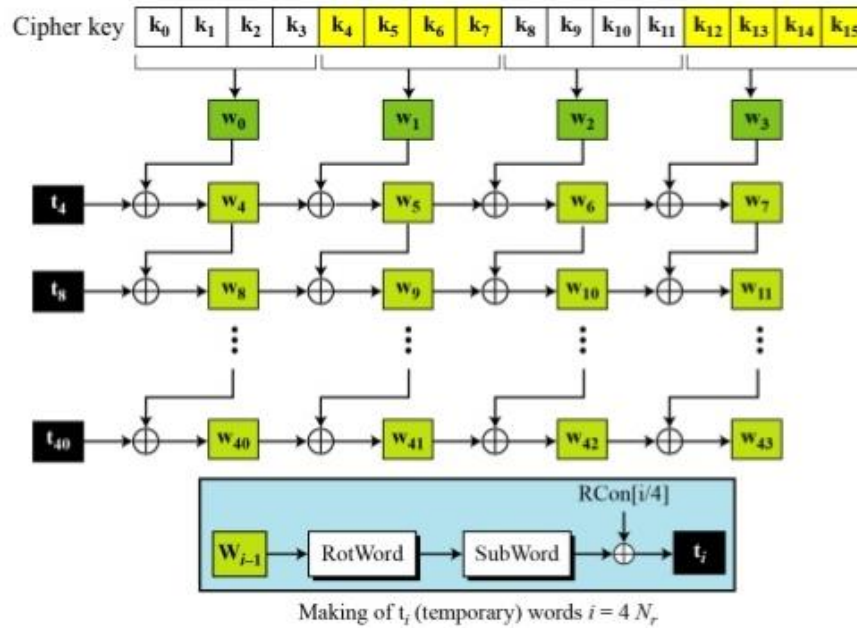 Cipher key k₀ k₁ k₂ k₃ k₄ k₅ k₆ k₇ k₈ k₉ k₁₀ k₁₁ k₁₂ k₁₃ k₁₄ k₁₅
w₀ w₁ w₂ w₃
t₄ w₄ w₅ w₆ w₇
t₈ w₈ w₉ w₁₀ w₁₁
t₄₀ w₄₀ w₄₁ w₄₂ w₄₃
RCon[i/4]
Wᵢ₋₁ RotWord SubWord tᵢ
Making of tᵢ (temporary) words i = 4 Nᵣ